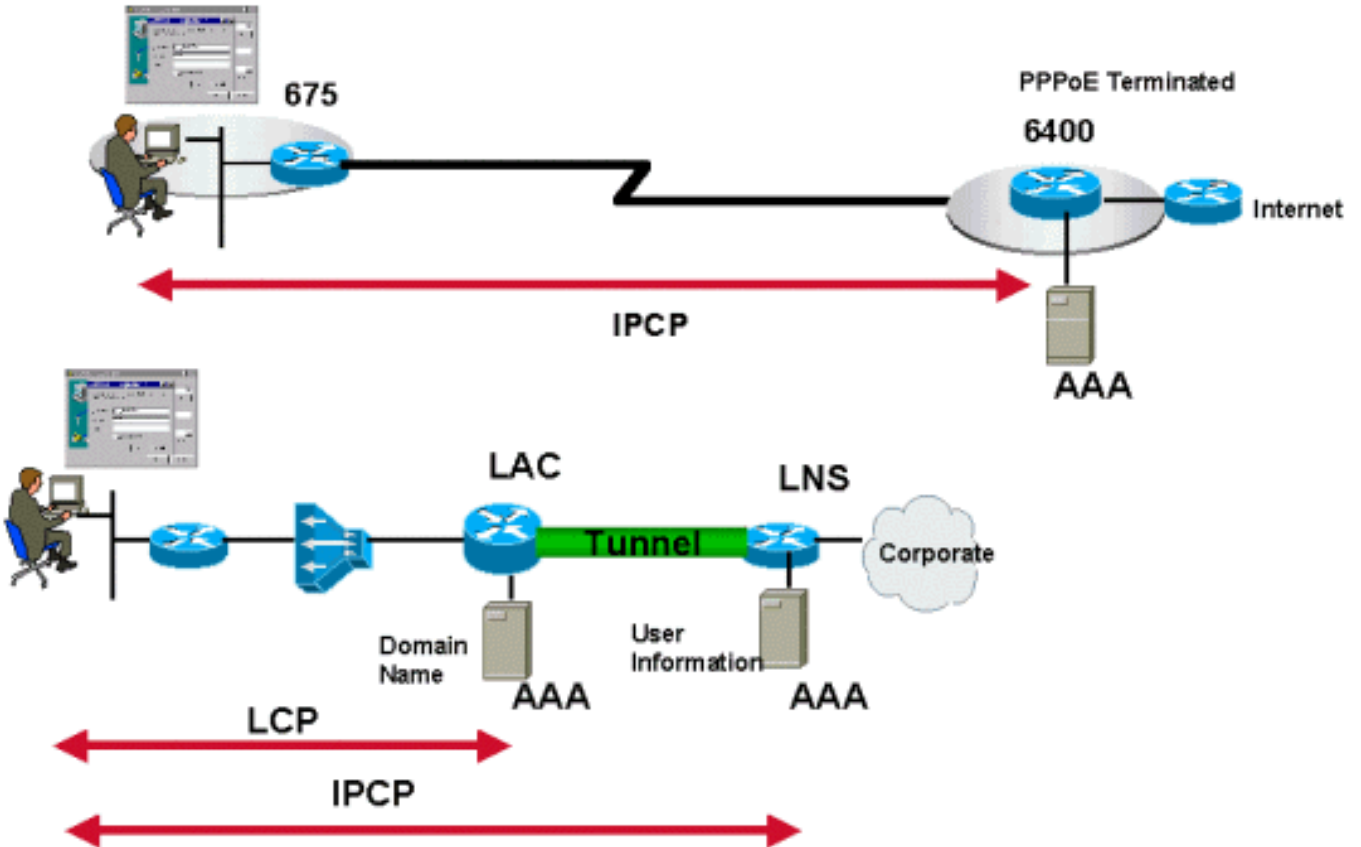 675
PPPoE Terminated
6400
Internet
IPCP
AAA
LAC
LNS
Tunnel
Corporate
Domain
Name
User
Information
AAA
AAA
LCP
IPCP